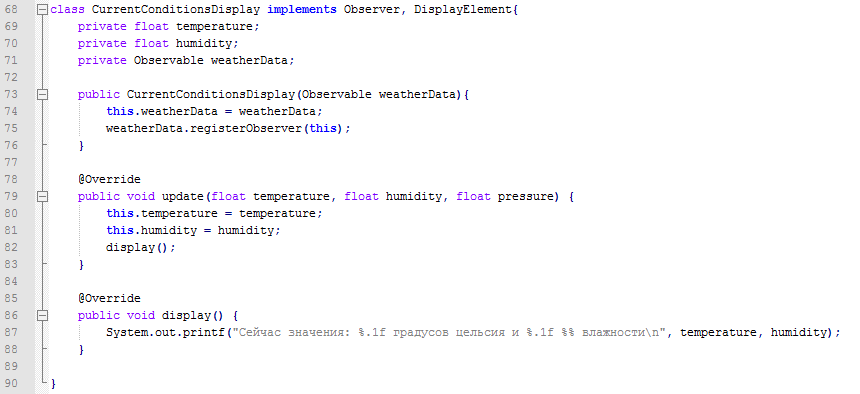 68 class CurrentConditionsDisplay implements Observer, DisplayElement{
69     private float temperature;
70     private float humidity;
71     private Observable weatherData;
72
73     public CurrentConditionsDisplay(Observable weatherData){
74         this.weatherData = weatherData;
75         weatherData.registerObserver(this);
76     }
77
78     @Override
79     public void update(float temperature, float humidity, float pressure) {
80         this.temperature = temperature;
81         this.humidity = humidity;
82         display();
83     }
84
85     @Override
86     public void display() {
87         System.out.printf("Сейчас значения: %.1f градусов цельсия и %.1f %% влажности\n", temperature, humidity);
88     }
89
90 }